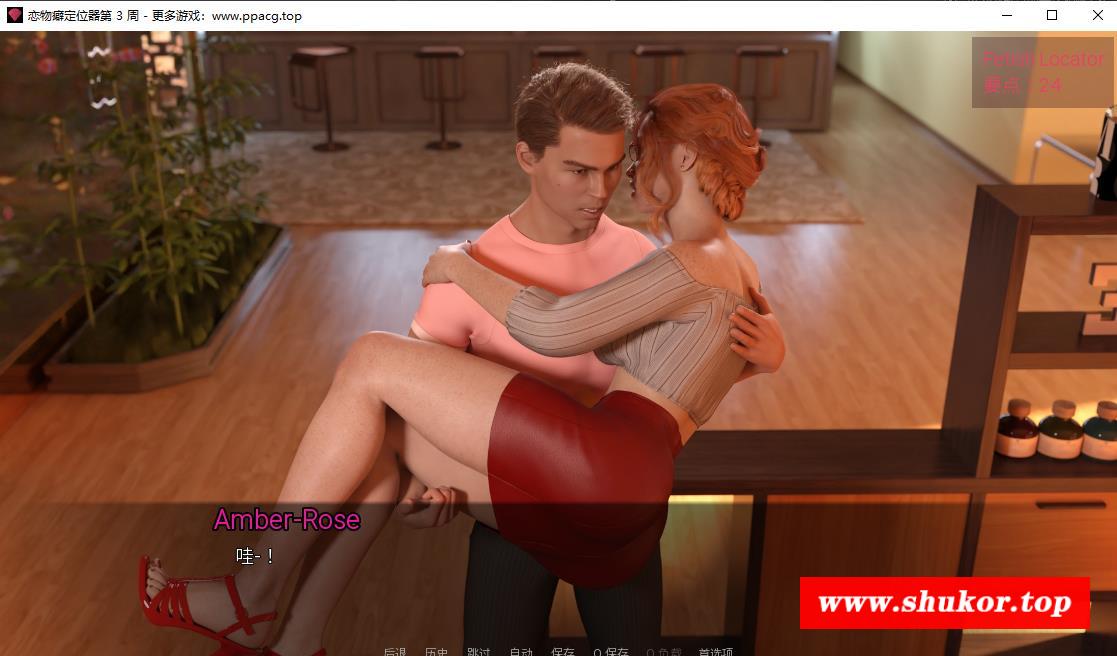 恋物癖定位器第 3 周 - 更多游戏：www.ppacg.top
Fetish Locator
要点：24
Amber-Rose
哇-！
www.shukor.top
后退 历史 跳过 自动 保存 Q.保存 Q.负载 首选项